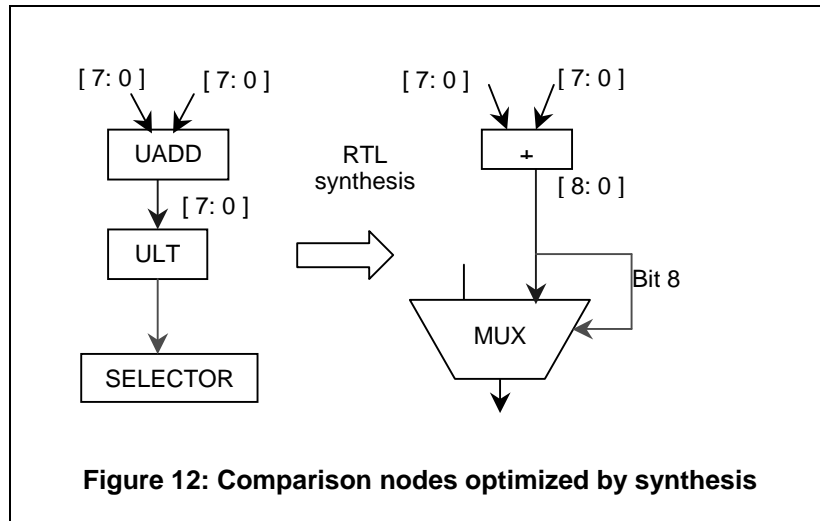 [ 7: 0 ] [ 7: 0 ]
UADD
[ 7: 0 ]
ULT
SELECTOR
RTL
synthesis
[ 7: 0 ] [ 7: 0 ]
+
[ 8: 0 ]
Bit 8
MUX
Figure 12: Comparison nodes optimized by synthesis